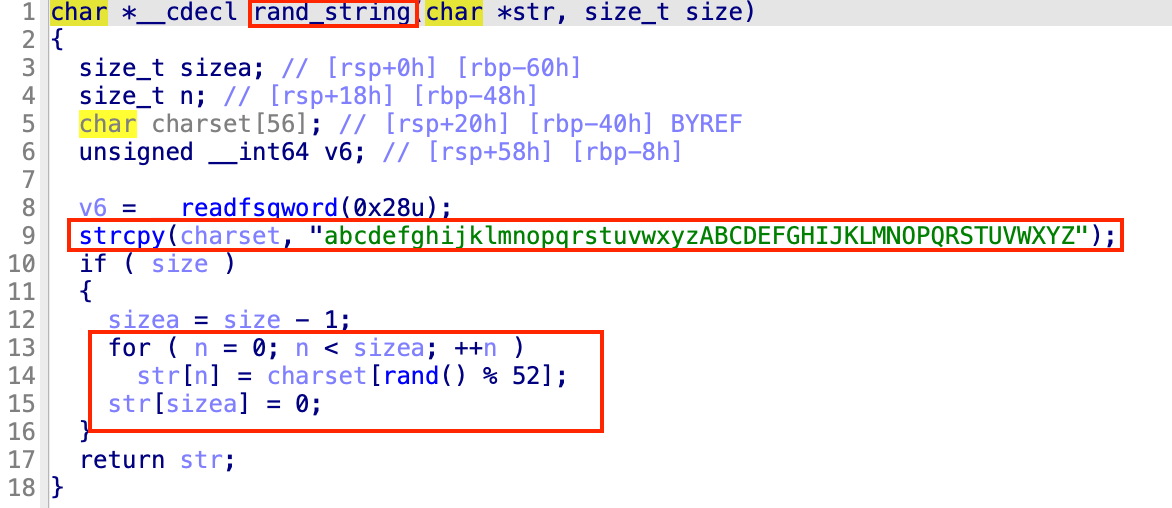 1 char *__cdecl rand_string(char *str, size_t size)
2 {
3 size_t sizea; // [rsp+0h] [rbp-60h]
4 size_t n; // [rsp+18h] [rbp-48h]
5 char charset[56]; // [rsp+20h] [rbp-40h] BYREF
6 unsigned __int64 v6; // [rsp+58h] [rbp-8h]
7
8 v6 = __readfsqword(0x28u);
9 strcpy(charset, "abcdefghijklmnopqrstuvwxyzABCDEFGHIJKLMNOPQRSTUVWXYZ");
10 if ( size )
11 {
12 sizea = size - 1;
13 for ( n = 0; n < sizea; ++n )
14 str[n] = charset[rand() % 52];
15 str[sizea] = 0;
16 }
17 return str;
18 }